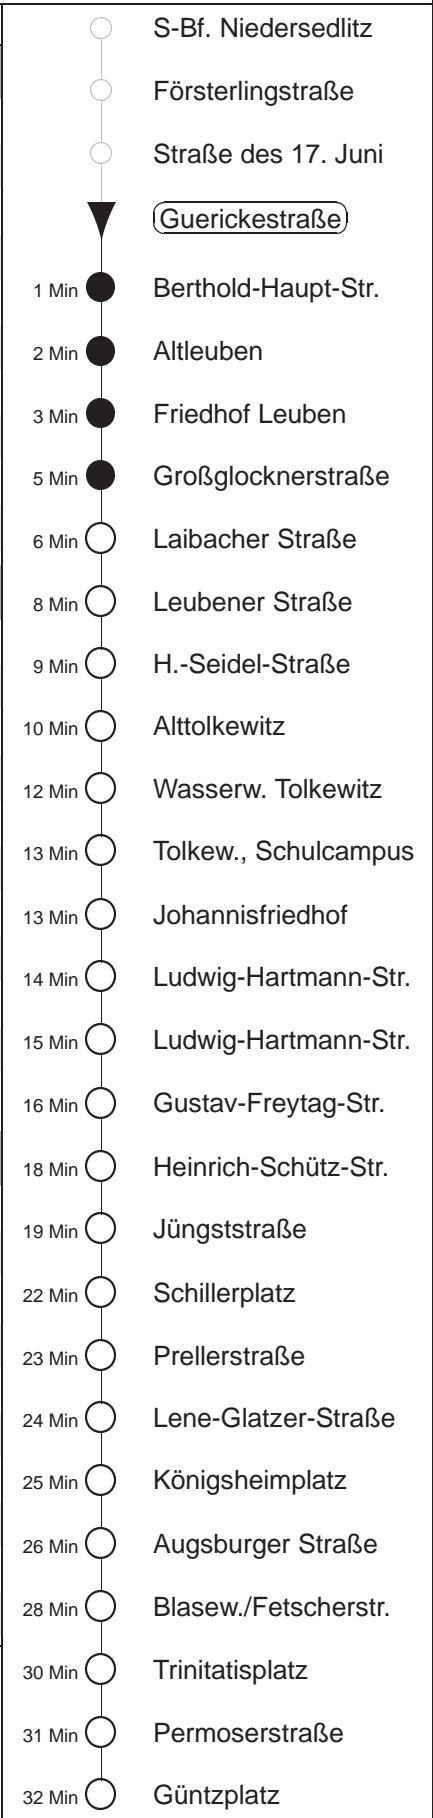 S-Bf. Niedersedlitz
Försterlingstraße
Straße des 17. Juni
Guerickestraße
1 Min Berthold-Haupt-Str.
2 Min Altleuben
3 Min Friedhof Leuben
5 Min Großglocknerstraße
6 Min Laibacher Straße
8 Min Leubener Straße
9 Min H.-Seidel-Straße
10 Min Alttolkewitz
12 Min Wasserw. Tolkewitz
13 Min Tolkew., Schulcampus
13 Min Johannisfriedhof
14 Min Ludwig-Hartmann-Str.
15 Min Ludwig-Hartmann-Str.
16 Min Gustav-Freytag-Str.
18 Min Heinrich-Schütz-Str.
19 Min Jüngststraße
22 Min Schillerplatz
23 Min Prellerstraße
24 Min Lene-Glatzer-Straße
25 Min Königsheimplatz
26 Min Augsburger Straße
28 Min Blasew./Fetscherstr.
30 Min Trinitatisplatz
31 Min Permoserstraße
32 Min Güntzplatz